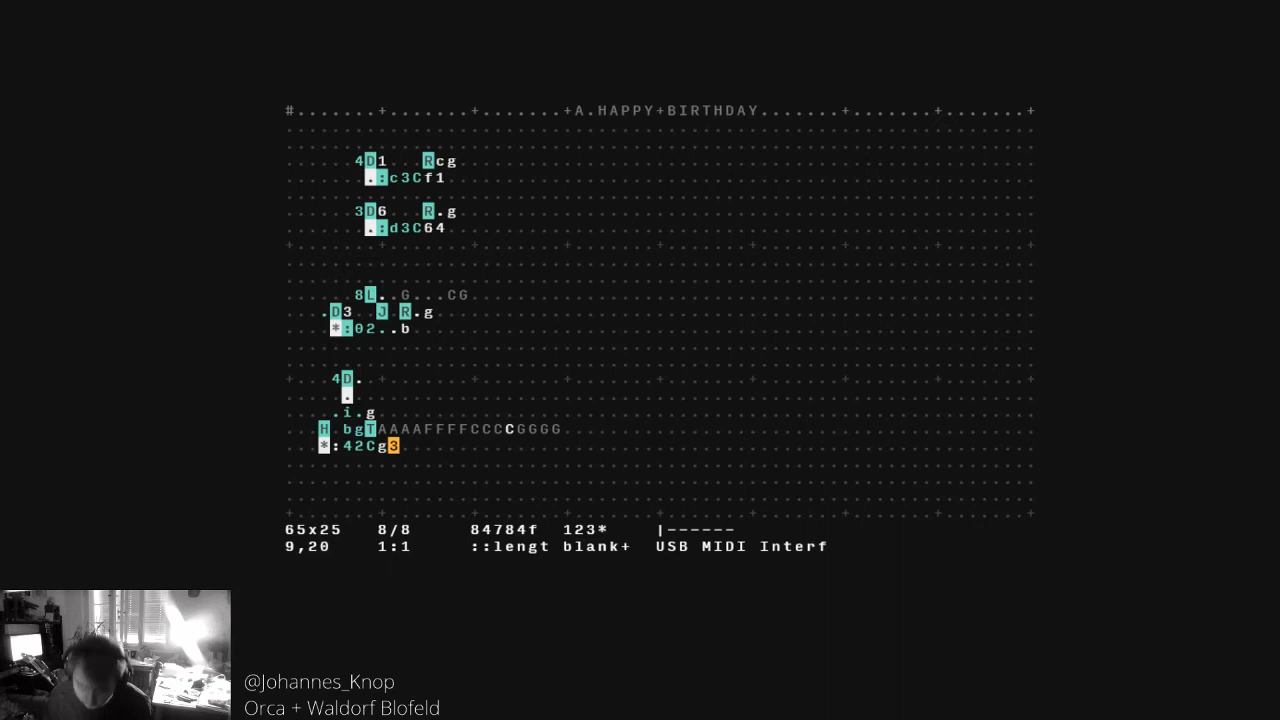 #.......+.......+.......+A.HAPPY+BIRTHDAY.......+.......+.......+
4D1 Rcg
.:c3Cf1
3D6 R.g
.:d3C64
8L..G...CG
.D3 J R.g
*:02..b
4D.
.
.i.g
H bgTAAAAFFFFCCCCGGGG
*:42Cg3
65x25 8/8 84784f 123* |------
9,20 1:1 ::lengt blank+ USB MIDI Interf
@Johannes_Knop
Orca + Waldorf Blofeld